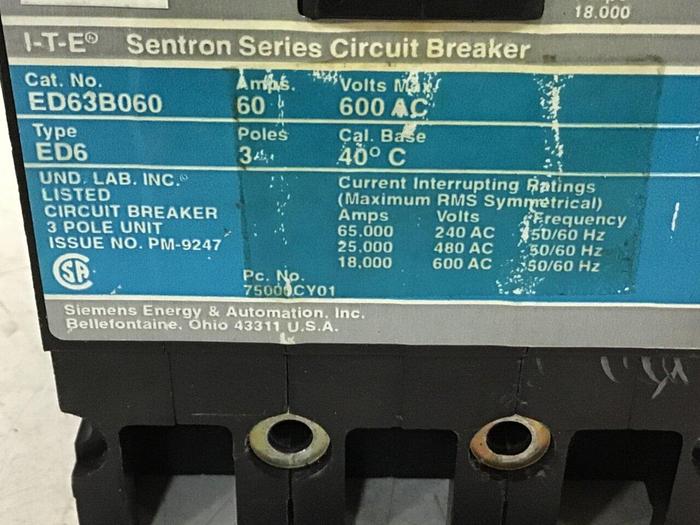 18.000
I-T-E® Sentron Series Circuit Breaker
Cat. No. Amps. Volts Max.
ED63B060 60 600 AC
Type Poles Cal. Base
ED6 3 40° C
UND. LAB. INC.®
LISTED
CIRCUIT BREAKER
3 POLE UNIT
ISSUE NO. PM-9247
Current Interrupting Ratings
(Maximum RMS Symmetrical)
Amps Volts Frequency
65,000 240 AC 50/60 Hz
25,000 480 AC 50/60 Hz
18,000 600 AC 50/60 Hz
SA
Pc. No.
75000CY01
Siemens Energy & Automation, Inc.
Bellefontaine, Ohio 43311 U.S.A.